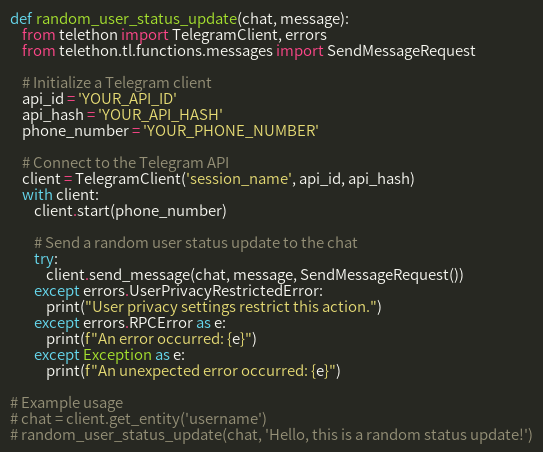 def random_user_status_update(chat, message):
    from telethon import TelegramClient, errors
    from telethon.tl.functions.messages import SendMessageRequest

    # Initialize a Telegram client
    api_id = 'YOUR_API_ID'
    api_hash = 'YOUR_API_HASH'
    phone_number = 'YOUR_PHONE_NUMBER'

    # Connect to the Telegram API
    client = TelegramClient('session_name', api_id, api_hash)
    with client:
        client.start(phone_number)

        # Send a random user status update to the chat
        try:
            client.send_message(chat, message, SendMessageRequest())
        except errors.UserPrivacyRestrictedError:
            print("User privacy settings restrict this action.")
        except errors.RPCError as e:
            print(f"An error occurred: {e}")
        except Exception as e:
            print(f"An unexpected error occurred: {e}")

# Example usage
# chat = client.get_entity('username')
# random_user_status_update(chat, 'Hello, this is a random status update!')